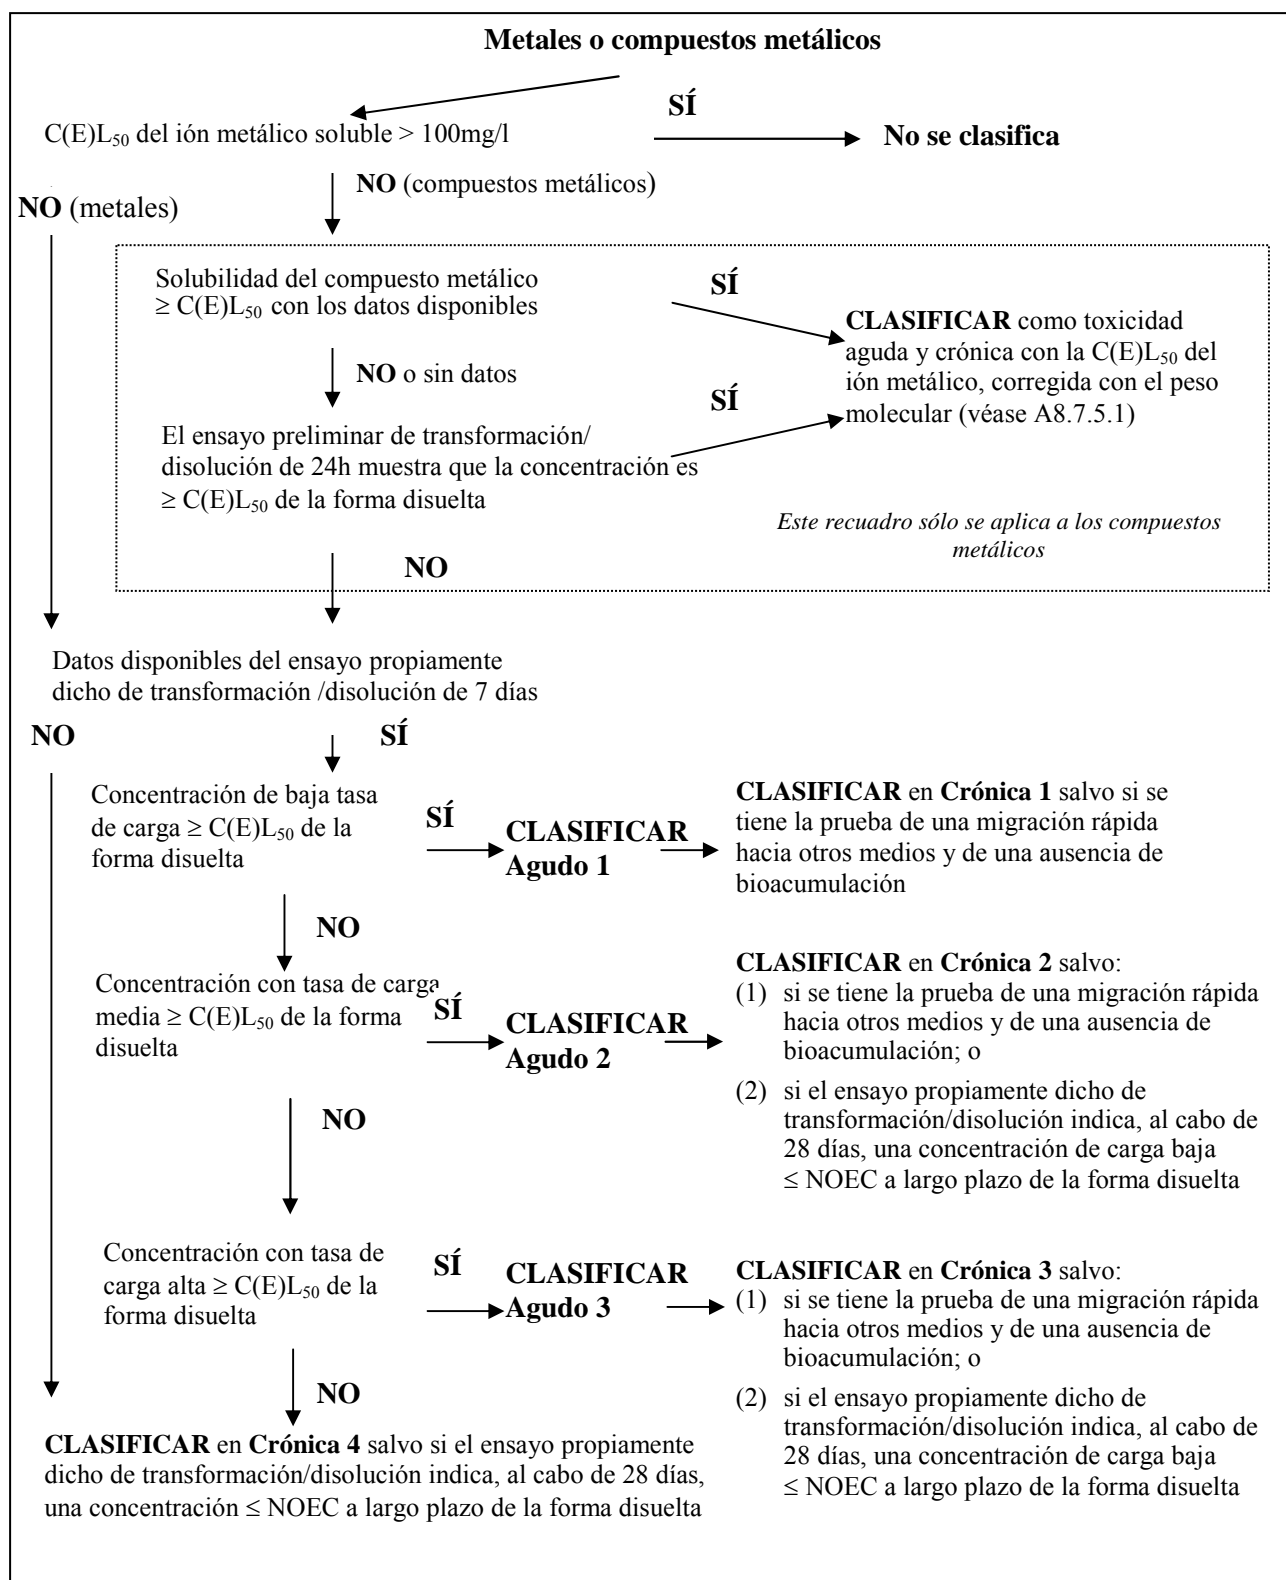 Metales o compuestos metálicos
C(E)L50 del ión metálico soluble > 100mg/l
SÍ
No se clasifica
NO (compuestos metálicos)
NO (metales)
Solubilidad del compuesto metálico
≥ C(E)L50 con los datos disponibles
SÍ
CLASIFICAR como toxicidad
aguda y crónica con la C(E)L50 del
ión metálico, corregida con el peso
molecular (véase A8.7.5.1)
NO o sin datos
SÍ
El ensayo preliminar de transformación/
disolución de 24h muestra que la concentración es
≥ C(E)L50 de la forma disuelta
Este recuadro sólo se aplica a los compuestos
metálicos
NO
Datos disponibles del ensayo propiamente
dicho de transformación /disolución de 7 días
NO
SÍ
Concentración de baja tasa
de carga ≥ C(E)L50 de la
forma disuelta
SÍ
CLASIFICAR
Agudo 1
CLASIFICAR en Crónica 1 salvo si se
tiene la prueba de una migración rápida
hacia otros medios y de una ausencia de
bioacumulación
NO
Concentración con tasa de carga
media ≥ C(E)L50 de la forma
disuelta
SÍ
CLASIFICAR
Agudo 2
CLASIFICAR en Crónica 2 salvo:
(1) si se tiene la prueba de una migración rápida
hacia otros medios y de una ausencia de
bioacumulación; o
(2) si el ensayo propiamente dicho de
transformación/disolución indica, al cabo de
28 días, una concentración de carga baja
≤ NOEC a largo plazo de la forma disuelta
NO
Concentración con tasa de
carga alta ≥ C(E)L50 de la
forma disuelta
SÍ
CLASIFICAR
Agudo 3
CLASIFICAR en Crónica 3 salvo:
(1) si se tiene la prueba de una migración rápida
hacia otros medios y de una ausencia de
bioacumulación; o
(2) si el ensayo propiamente dicho de
transformación/disolución indica, al cabo de
28 días, una concentración de carga baja
≤ NOEC a largo plazo de la forma disuelta
NO
CLASIFICAR en Crónica 4 salvo si el ensayo propiamente
dicho de transformación/disolución indica, al cabo de 28 días,
una concentración ≤ NOEC a largo plazo de la forma disuelta